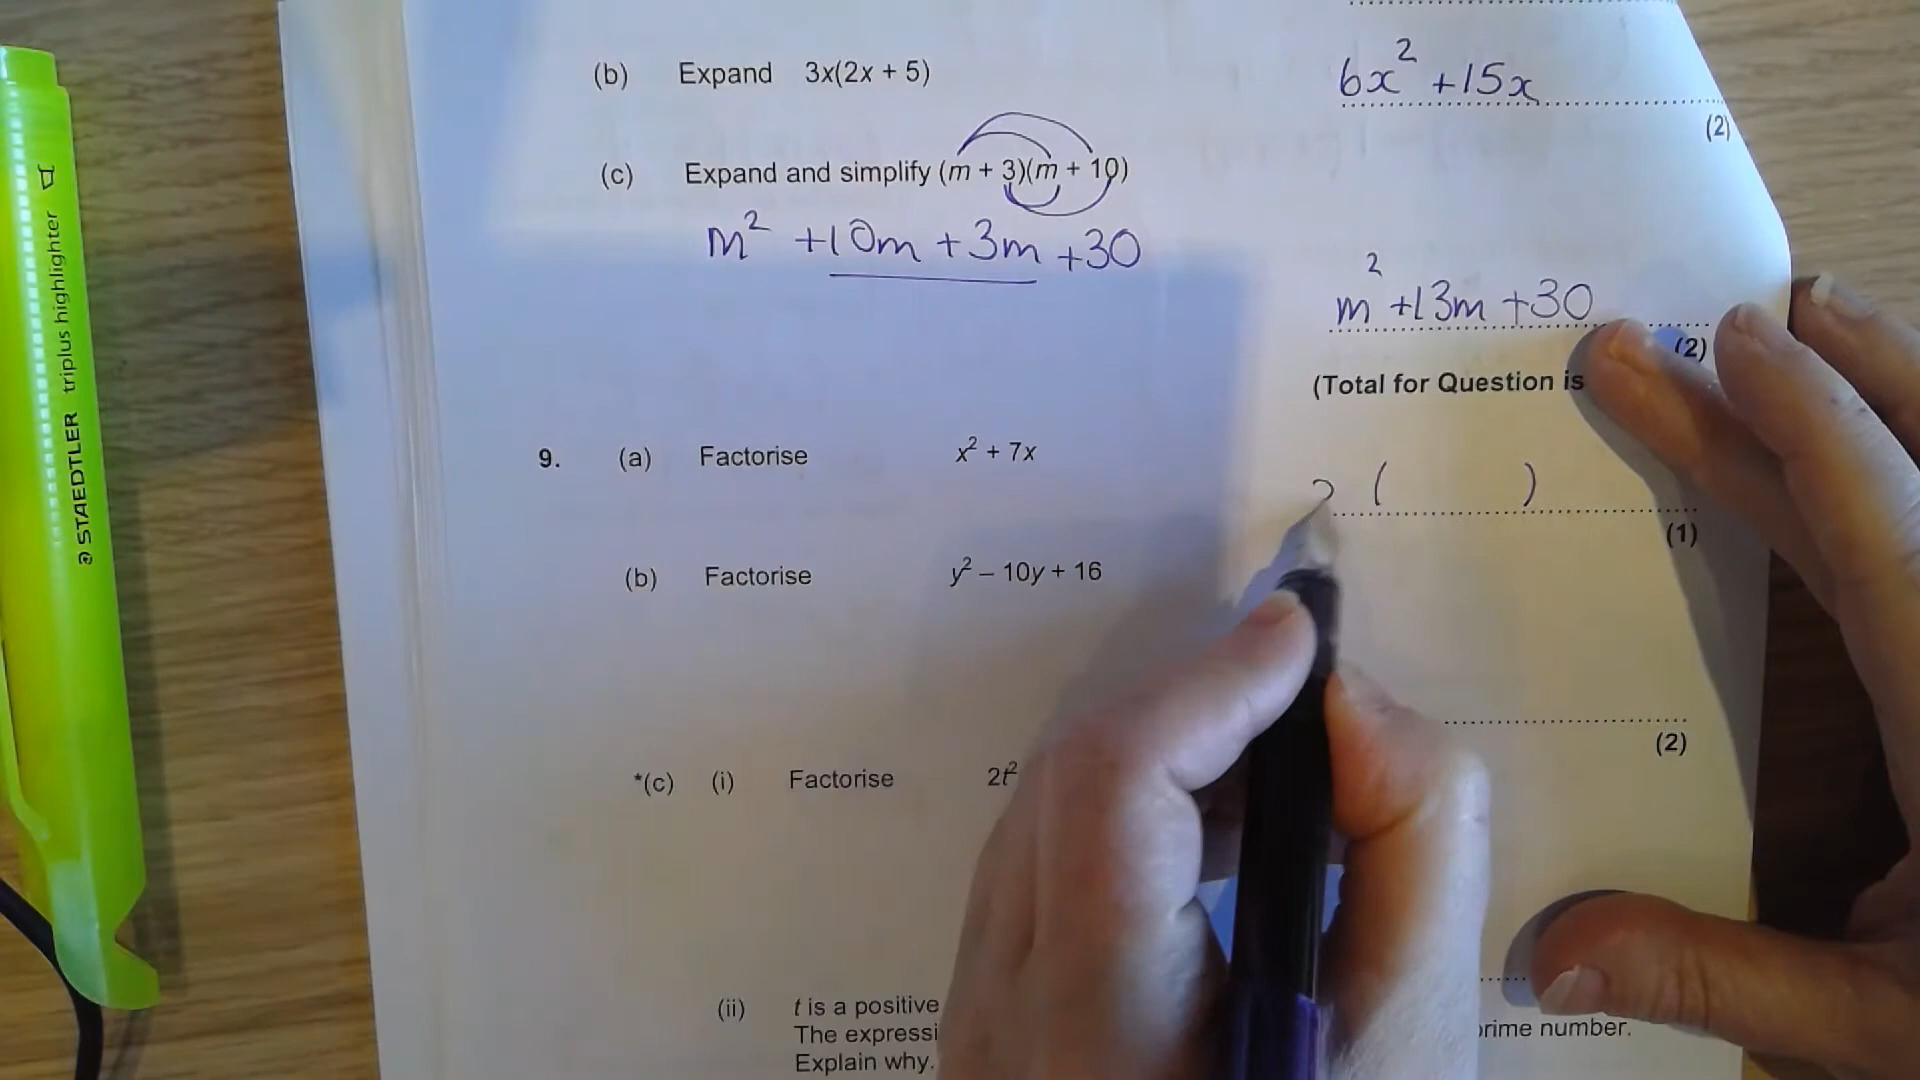 (b) Expand 3x(2x + 5)
6x² +15x
(2)
(c) Expand and simplify (m + 3)(m + 10)
m² +10m +3m +30
m² +13m +30
(2)
(Total for Question is
9. (a) Factorise x² + 7x
( )
(1)
(b) Factorise y² – 10y + 16
(2)
*(c) (i) Factorise 2t²
(ii) t is a positive
The expressi
prime number.
Explain why.
STAEDTLER triplus highlighter